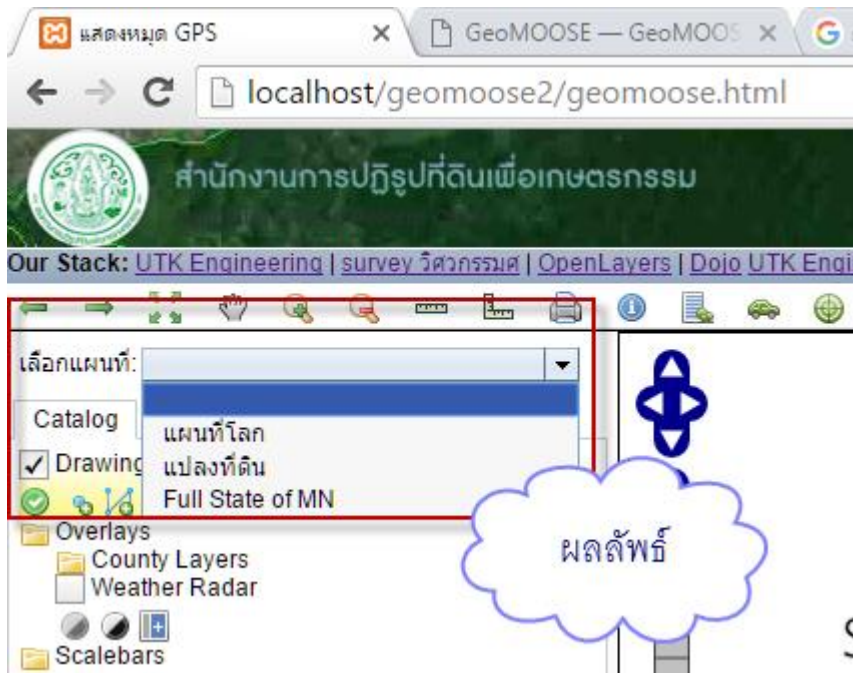 แสดงหมุด GPS
GeoMOOSE — GeoMOOS
localhost/geomoose2/geomoose.html
สำนักงานการปฏิรูปที่ดินเพื่อเกษตรกรรม
Our Stack: UTK Engineering | survey วิศวกรรมศ | OpenLayers | Dojo UTK Engi
เลือกแผนที่:
Catalog
แผนที่โลก
Drawing
แปลงที่ดิน
Full State of MN
Overlays
County Layers
ผลลัพธ์
Weather Radar
Scalebars